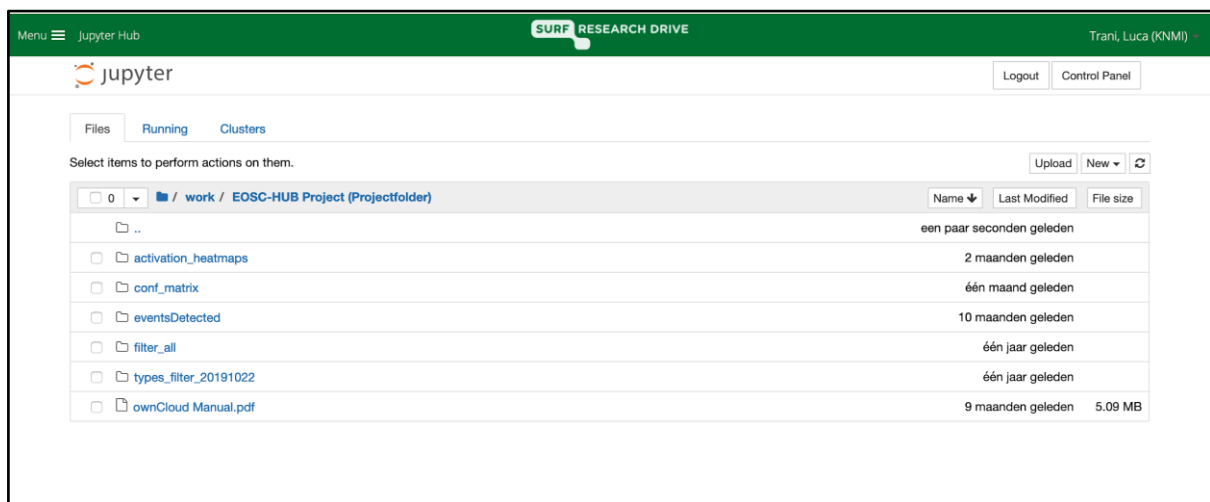 Menu Jupyter Hub SURF RESEARCH DRIVE Trani, Luca (KNMI)
jupyter Logout Control Panel
Files Running Clusters
Select items to perform actions on them. Upload New
0 / work / EOSC-HUB Project (Projectfolder) Name Last Modified File size
.. een paar seconden geleden
activation_heatmaps 2 maanden geleden
conf_matrix één maand geleden
eventsDetected 10 maanden geleden
filter_all één jaar geleden
types_filter_20191022 één jaar geleden
ownCloud Manual.pdf 9 maanden geleden 5.09 MB